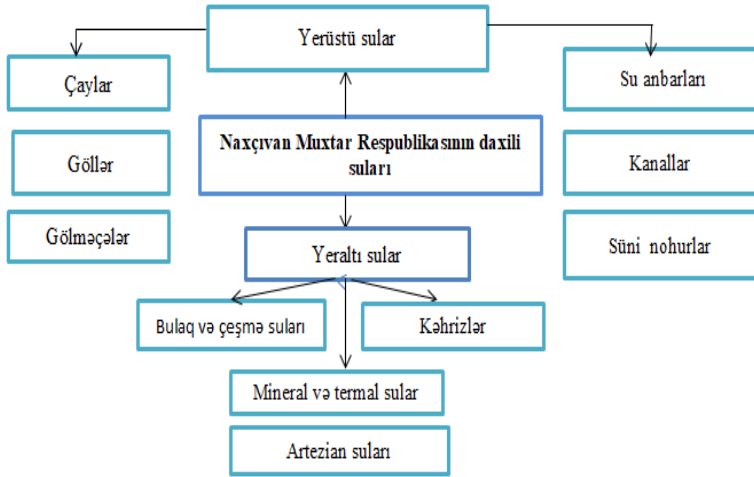 Yerüstü sular
Çaylar
Su anbarları
Naxçıvan Muxtar Respublikasının daxili
suları
Göllər
Kanallar
Gölməçələr
Süni nohurlar
Yeraltı sular
Bulaq və çeşmə suları
Kəhrizlər
Mineral və termal sular
Artezian suları